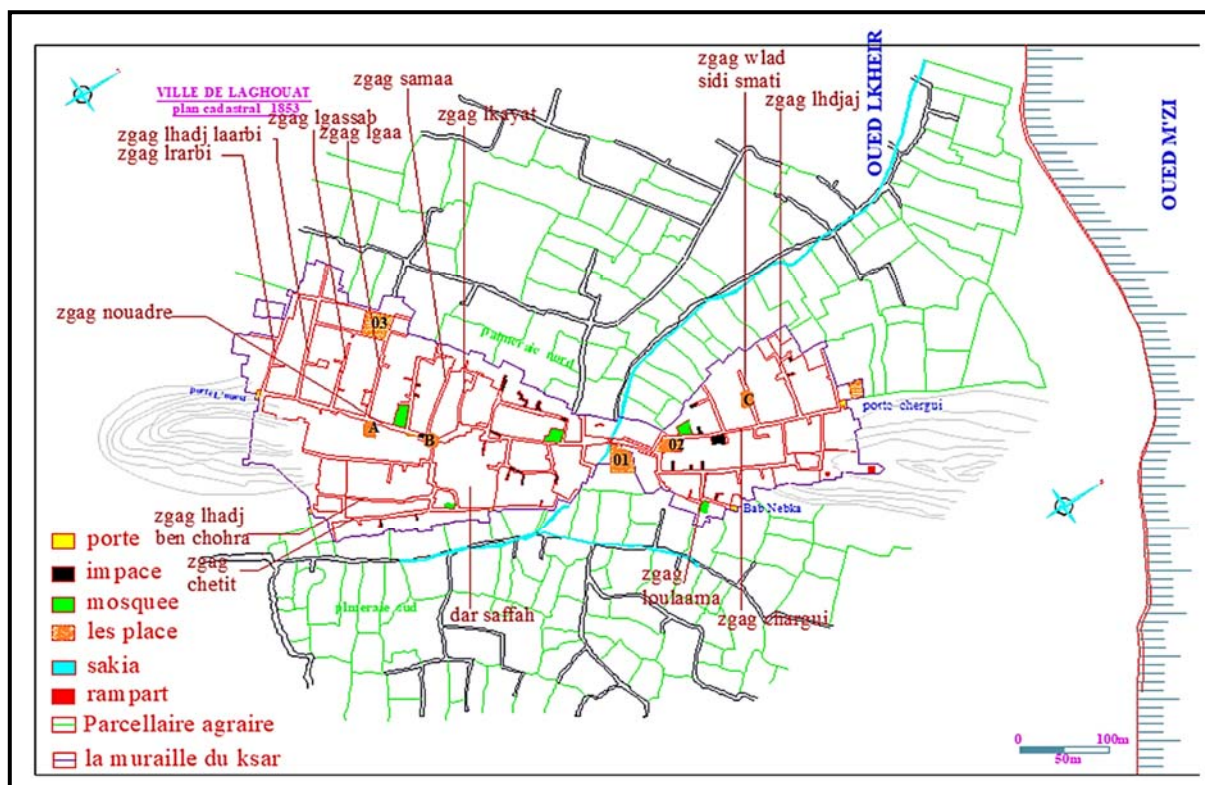 VILLE DE LAGHOUAT
plan cadastral 1853
zgag samaa
zgag wlad
sidi smati
zgag lhdjaj
OUED LKHEIR
OUED M'ZI
zgag lgassab
zgag lgaa
zgag lkayat
zgag lhadj laarbi
zgag lrarbi
zgag nouadre
03
palmeraie nord
porte-chergui
A
B
C
02
01
Bab Nebka
zgag lhadj
ben chohra
zgag
chetit
dar saffah
zgag
loulaama
zgag chargui
plmeraie sud
porte
impace
mosquee
les place
sakia
rampart
Parcellaire agraire
la muraille du ksar
0 100m
50m